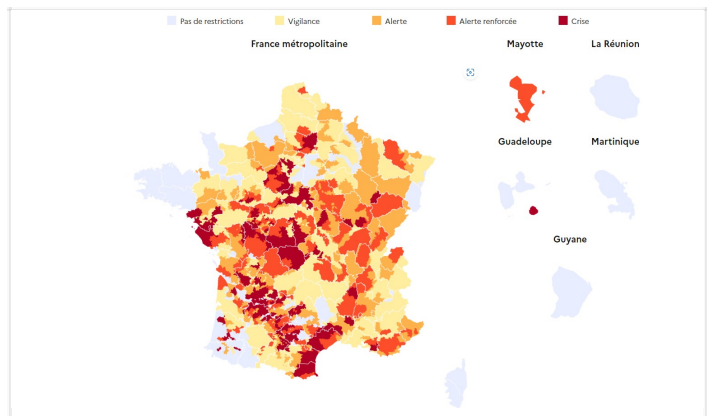 Pas de restrictions Vigilance Alerte Alerte renforcée Crise
France métropolitaine
Mayotte
La Réunion
Guadeloupe
Martinique
Guyane